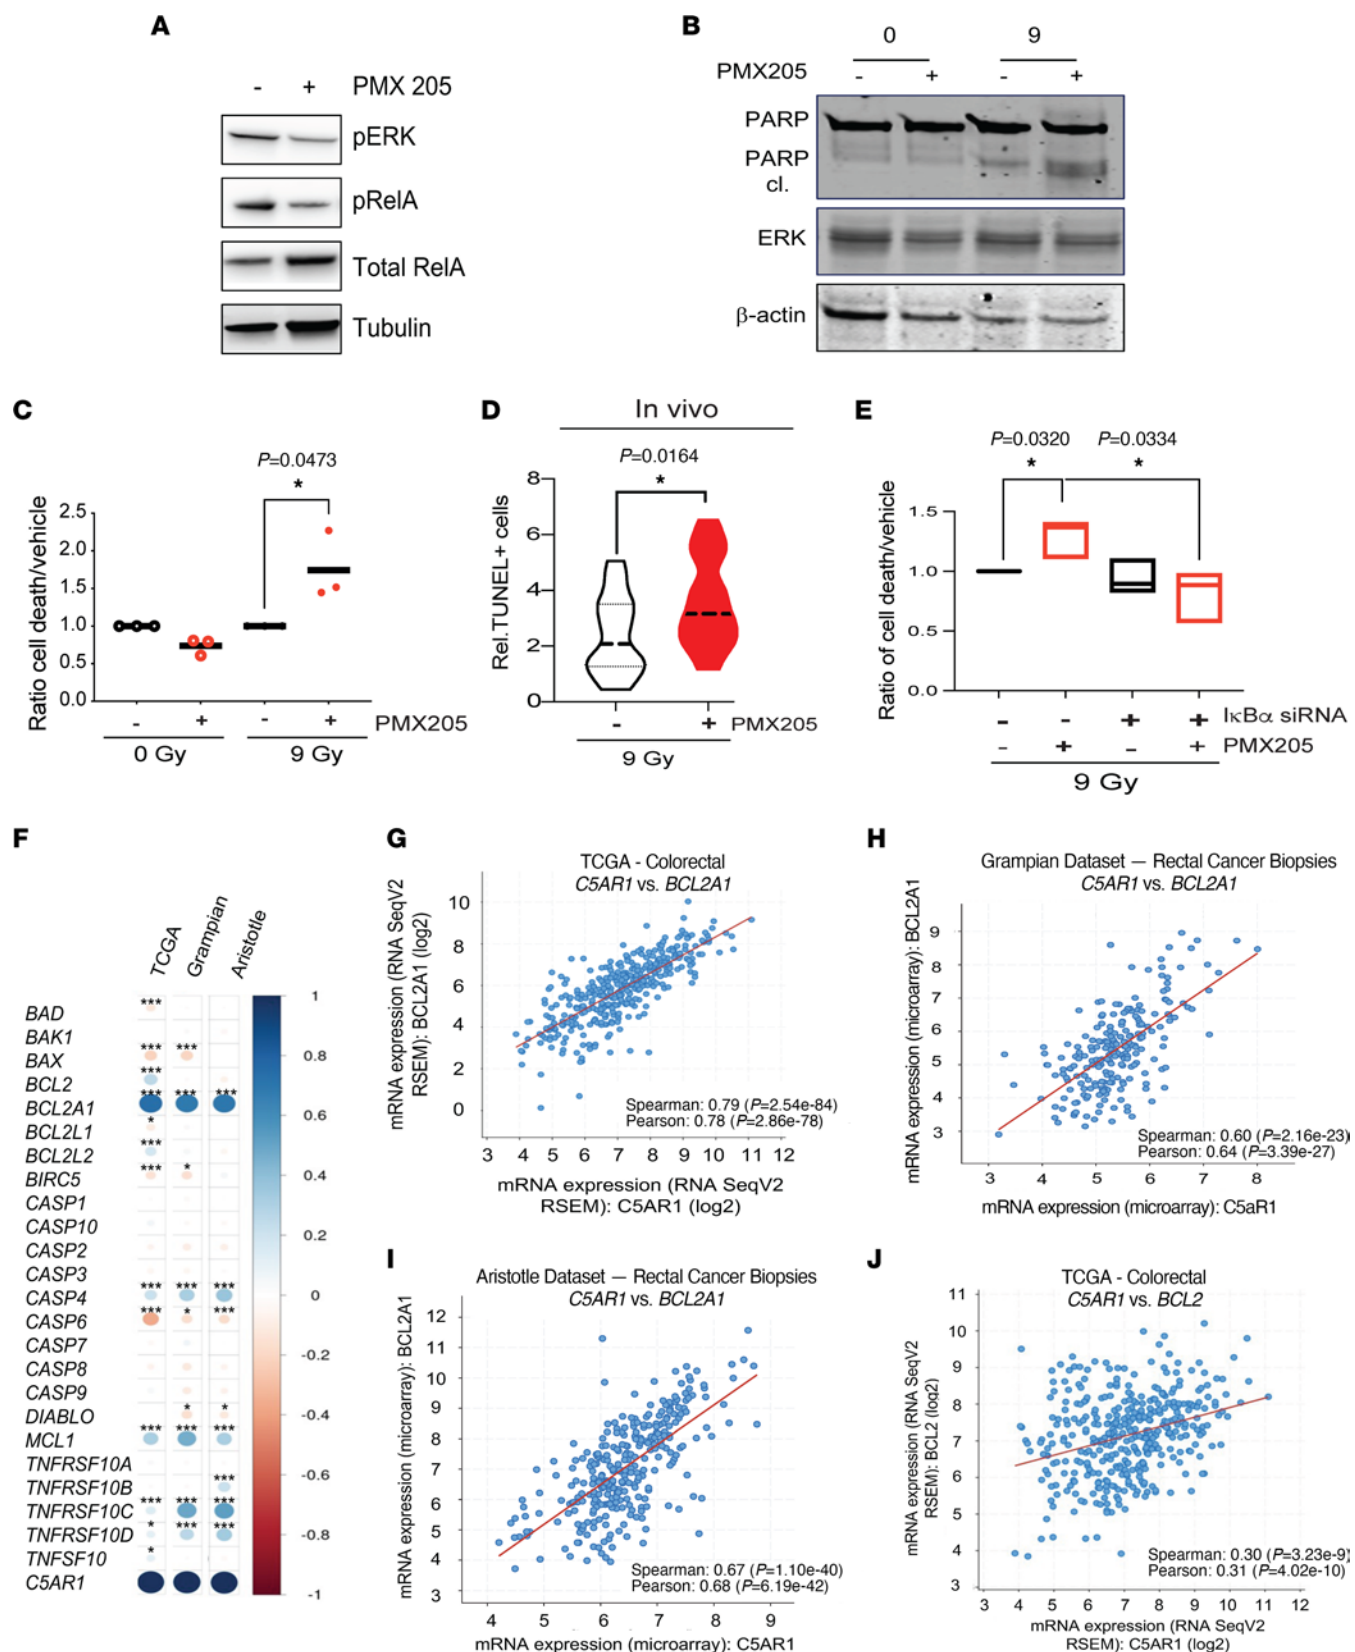 A
- + PMX 205
pERK
pRelA
Total RelA
Tubulin
B
0 9
PMX205 - + - +
PARP
PARP
cl.
ERK
β-actin
C
P=0.0473
*
Ratio cell death/vehicle
2.5
2.0
1.5
1.0
0.5
0.0
- + - + PMX205
0 Gy 9 Gy
D
In vivo
P=0.0164
*
Rel.TUNEL+ cells
8
6
4
2
0
- + PMX205
9 Gy
E
P=0.0320 P=0.0334
* *
Ratio of cell death/vehicle
1.5
1.0
0.5
0.0
- - + + IκBα siRNA
- + - + PMX205
9 Gy
F
TCGA
Grampian
Aristotle
BAD ***
BAK1
BAX *** ***
BCL2 ***
BCL2A1 *** *** ***
BCL2L1 *
BCL2L2 ***
BIRC5 *** *
CASP1
CASP10
CASP2
CASP3
CASP4 *** *** ***
CASP6 *** * ***
CASP7
CASP8
CASP9
DIABLO * *
MCL1 *** *** ***
TNFRSF10A
TNFRSF10B ***
TNFRSF10C *** *** ***
TNFRSF10D * *** ***
TNFSF10 *
C5AR1
1
0.8
0.6
0.4
0.2
0
-0.2
-0.4
-0.6
-0.8
-1
G
TCGA - Colorectal
C5AR1 vs. BCL2A1
mRNA expression (RNA SeqV2
RSEM): BCL2A1 (log2)
10
8
6
4
2
0
Spearman: 0.79 (P=2.54e-84)
Pearson: 0.78 (P=2.86e-78)
3 4 5 6 7 8 9 10 11 12
mRNA expression (RNA SeqV2
RSEM): C5AR1 (log2)
H
Grampian Dataset — Rectal Cancer Biopsies
C5AR1 vs. BCL2A1
mRNA expression (microarray): BCL2A1
9
8
7
6
5
4
3
Spearman: 0.60 (P=2.16e-23)
Pearson: 0.64 (P=3.39e-27)
3 4 5 6 7 8
mRNA expression (microarray): C5aR1
I
Aristotle Dataset — Rectal Cancer Biopsies
C5AR1 vs. BCL2A1
mRNA expression (microarray): BCL2A1
12
11
10
9
8
7
6
5
4
3
Spearman: 0.67 (P=1.10e-40)
Pearson: 0.68 (P=6.19e-42)
4 5 6 7 8 9
mRNA expression (microarray): C5AR1
J
TCGA - Colorectal
C5AR1 vs. BCL2
mRNA expression (RNA SeqV2
RSEM): BCL2 (log2)
11
10
9
8
7
6
5
4
3
Spearman: 0.30 (P=3.23e-9)
Pearson: 0.31 (P=4.02e-10)
3 4 5 6 7 8 9 10 11 12
mRNA expression (RNA SeqV2
RSEM): C5AR1 (log2)